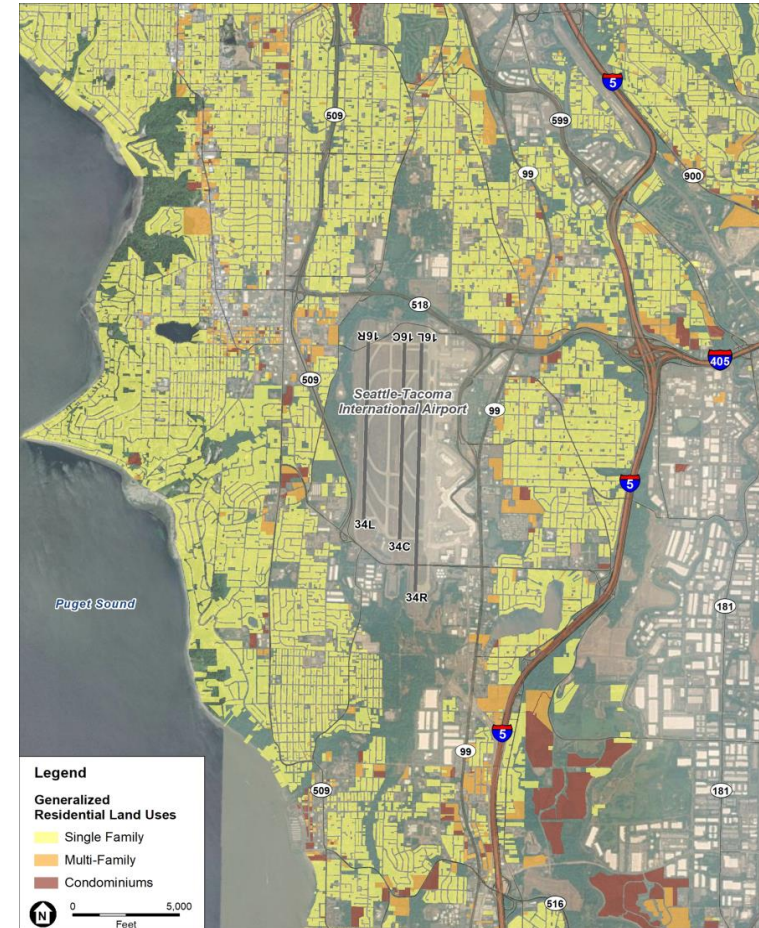 5
509
599
99
900
518
16R 16C 16L
405
509
Seattle-Tacoma
International Airport
99
5
34L
34C
34R
Puget Sound
181
5
99
181
509
516
Legend
Generalized
Residential Land Uses
Single Family
Multi-Family
Condominiums
N
0 5,000
Feet